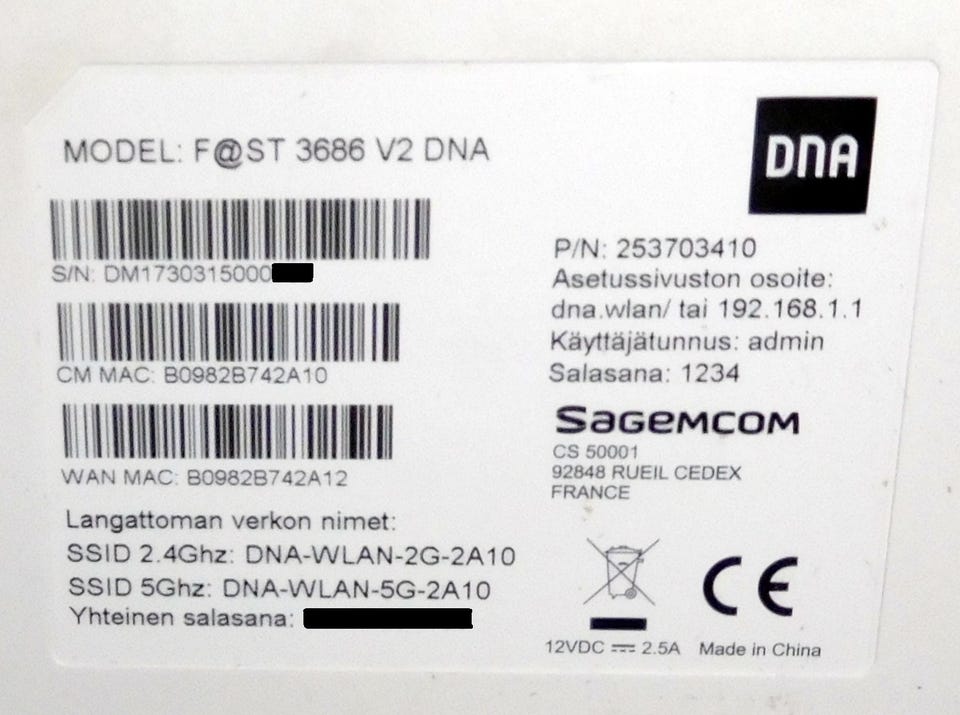 MODEL: F@ST 3686 V2 DNA
S/N: DM1730315000
CM MAC: B0982B742A10
WAN MAC: B0982B742A12
Langattoman verkon nimet:
SSID 2.4Ghz: DNA-WLAN-2G-2A10
SSID 5Ghz: DNA-WLAN-5G-2A10
Yhteinen salasana:
DNA
P/N: 253703410
Asetussivuston osoite:
dna.wlan/ tai 192.168.1.1
Käyttäjätunnus: admin
Salasana: 1234
SAGEMCOM
CS 50001
92848 RUEIL CEDEX
FRANCE
CE
12VDC ⎓ 2.5A Made in China